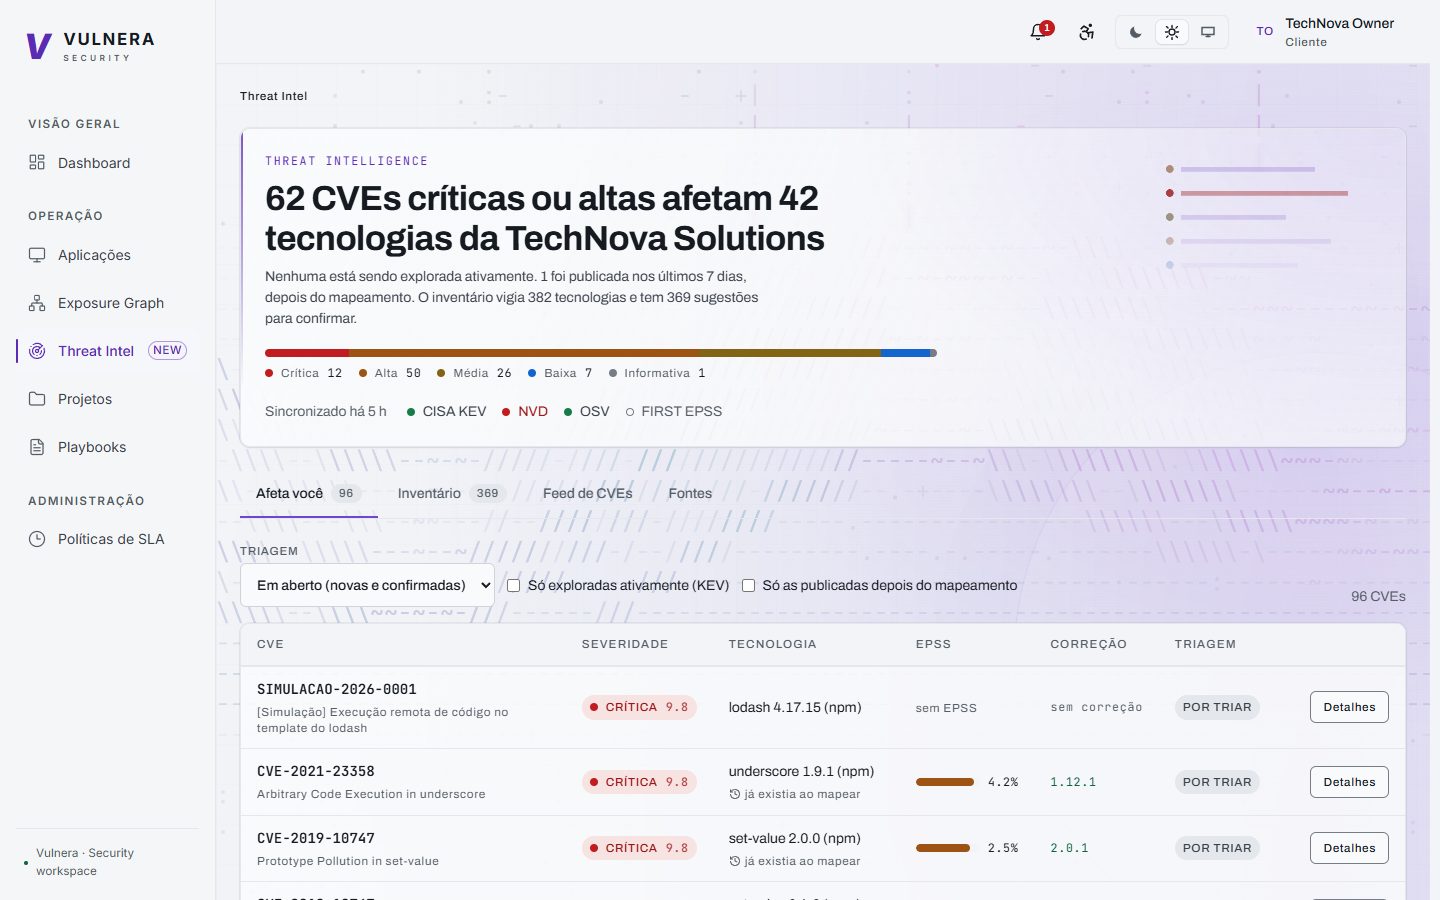 VULNERA
SECURITY
VISÃO GERAL
Dashboard
OPERAÇÃO
Aplicações
Exposure Graph
Threat Intel NEW
Projetos
Playbooks
ADMINISTRAÇÃO
Políticas de SLA
Vulnera · Security
workspace
1
TO
TechNova Owner
Cliente
Threat Intel
THREAT INTELLIGENCE
62 CVEs críticas ou altas afetam 42
tecnologias da TechNova Solutions
Nenhuma está sendo explorada ativamente. 1 foi publicada nos últimos 7 dias,
depois do mapeamento. O inventário vigia 382 tecnologias e tem 369 sugestões
para confirmar.
Crítica 12 Alta 50 Média 26 Baixa 7 Informativa 1
Sincronizado há 5 h CISA KEV NVD OSV FIRST EPSS
Afeta você 96 Inventário 369 Feed de CVEs Fontes
TRIAGEM
Em aberto (novas e confirmadas) Só exploradas ativamente (KEV) Só as publicadas depois do mapeamento
96 CVEs
CVE SEVERIDADE TECNOLOGIA EPSS CORREÇÃO TRIAGEM
SIMULACAO-2026-0001
[Simulação] Execução remota de código no
template do lodash
CRÍTICA 9.8 lodash 4.17.15 (npm) sem EPSS sem correção POR TRIAR Detalhes
CVE-2021-23358
Arbitrary Code Execution in underscore
CRÍTICA 9.8
underscore 1.9.1 (npm)
já existia ao mapear
4.2% 1.12.1 POR TRIAR Detalhes
CVE-2019-10747
Prototype Pollution in set-value
CRÍTICA 9.8
set-value 2.0.0 (npm)
já existia ao mapear
2.5% 2.0.1 POR TRIAR Detalhes